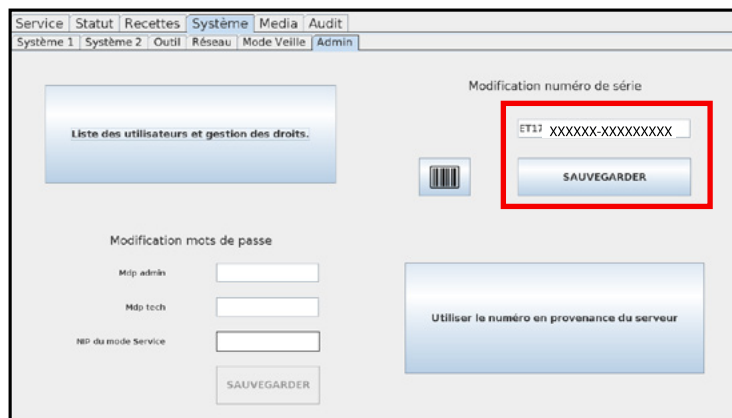 Service Statut Recettes Système Media Audit
Système 1 Système 2 Outil Réseau Mode Veille Admin
Modification numéro de série
Liste des utilisateurs et gestion des droits.
ET17 XXXXXX-XXXXXXXXX
SAUVEGARDER
Modification mots de passe
Mdp admin
Mdp tech
Utiliser le numéro en provenance du serveur
NIP du mode Service
SAUVEGARDER